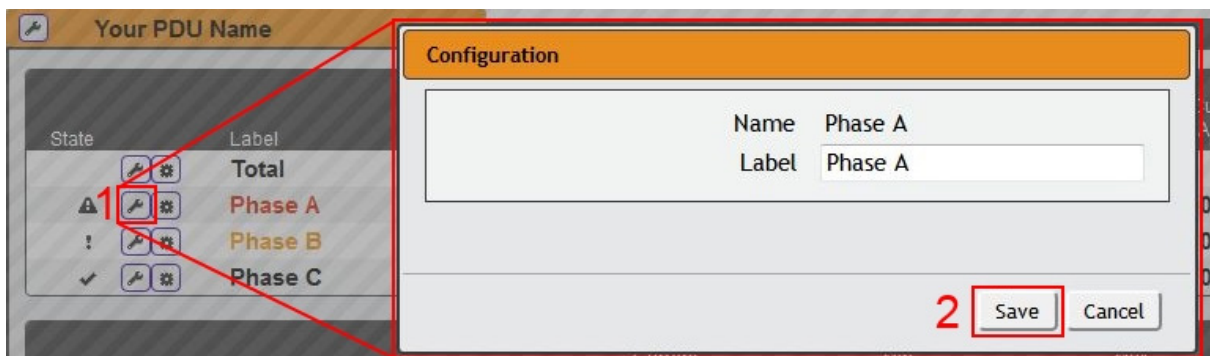 Your PDU Name
Configuration
Name Phase A
Label Phase A
State Label
Total
1 Phase A
Phase B
Phase C
2 Save Cancel